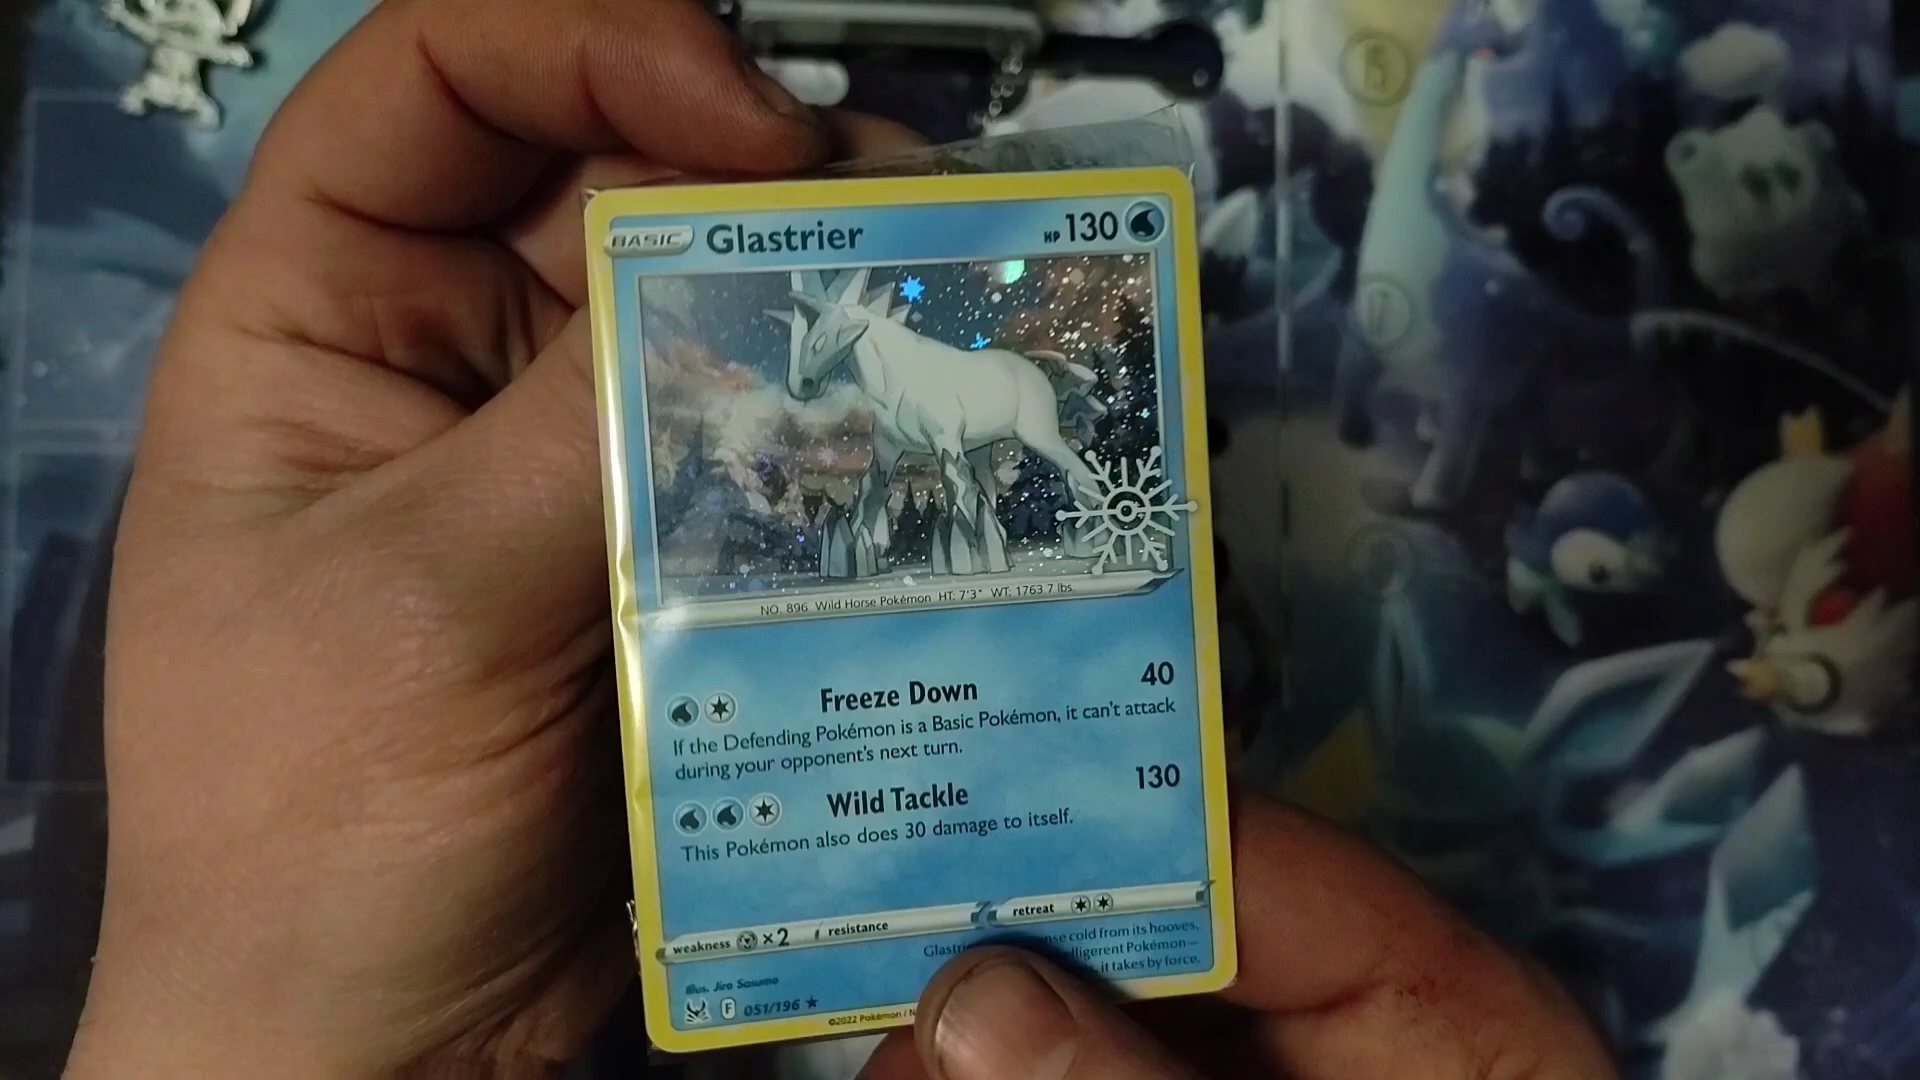 BASIC Glastrier HP 130
NO. 896 Wild Horse Pokémon HT: 7'3" WT: 1763.7 lbs.
Freeze Down 40
If the Defending Pokémon is a Basic Pokémon, it can't attack
during your opponent's next turn.
Wild Tackle 130
This Pokémon also does 30 damage to itself.
weakness ×2 resistance retreat
cold from its hooves.
Pokémon—
it takes by force.
Illus. Jiro Sasumo
F 051/196
©2022 Pokémon /
15
17